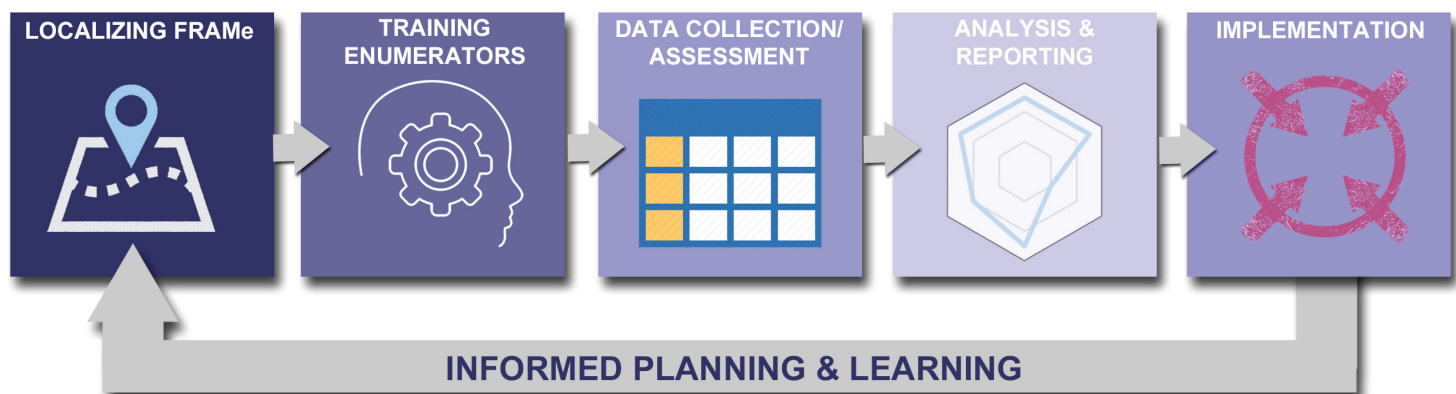 LOCALIZING FRAMe
TRAINING
ENUMERATORS
DATA COLLECTION/
ASSESSMENT
ANALYSIS &
REPORTING
IMPLEMENTATION
INFORMED PLANNING & LEARNING